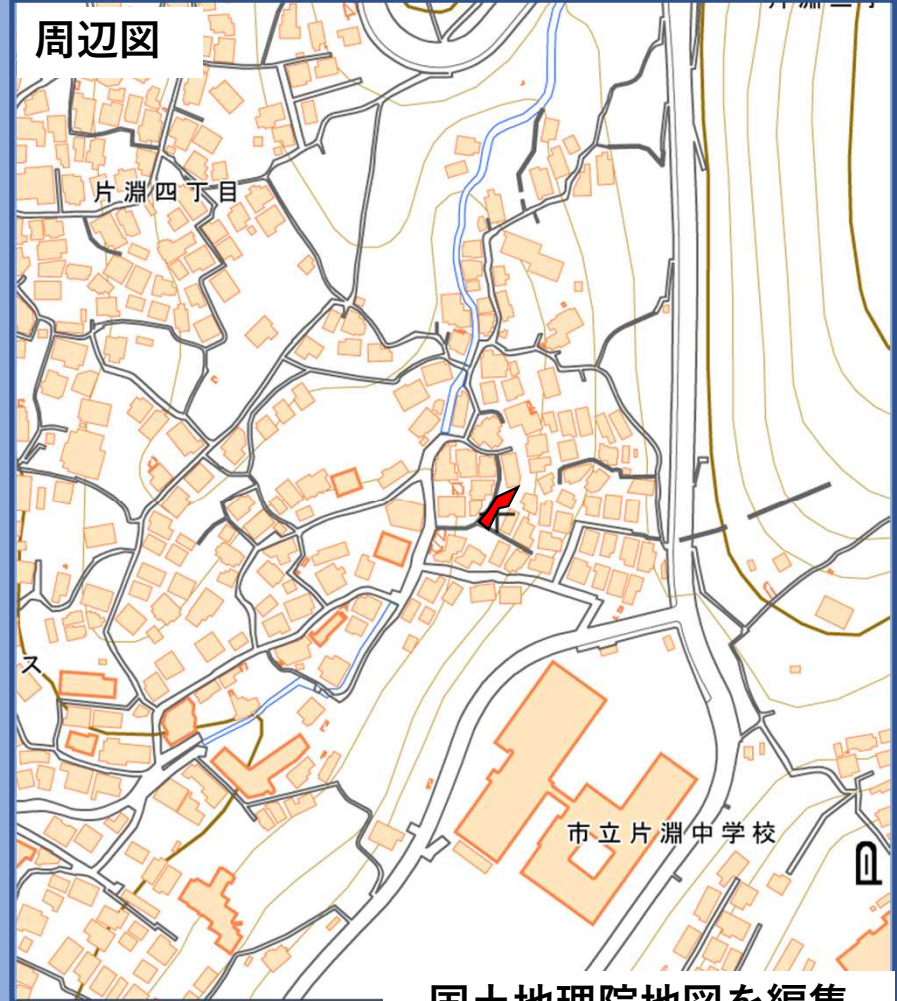 周辺図
片淵四丁目
ス
市立片淵中学校
国土地理院地図を編集